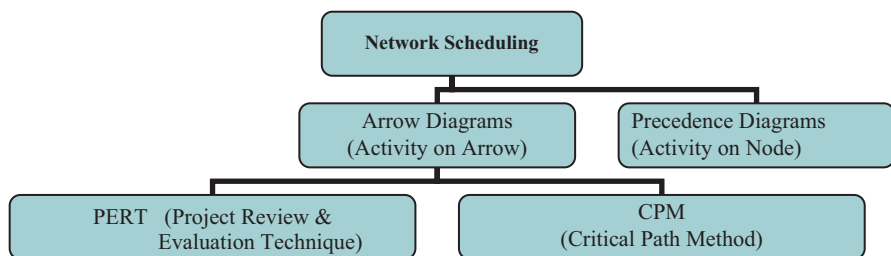 Network Scheduling
Arrow Diagrams
(Activity on Arrow)
Precedence Diagrams
(Activity on Node)
PERT (Project Review &
Evaluation Technique)
CPM
(Critical Path Method)